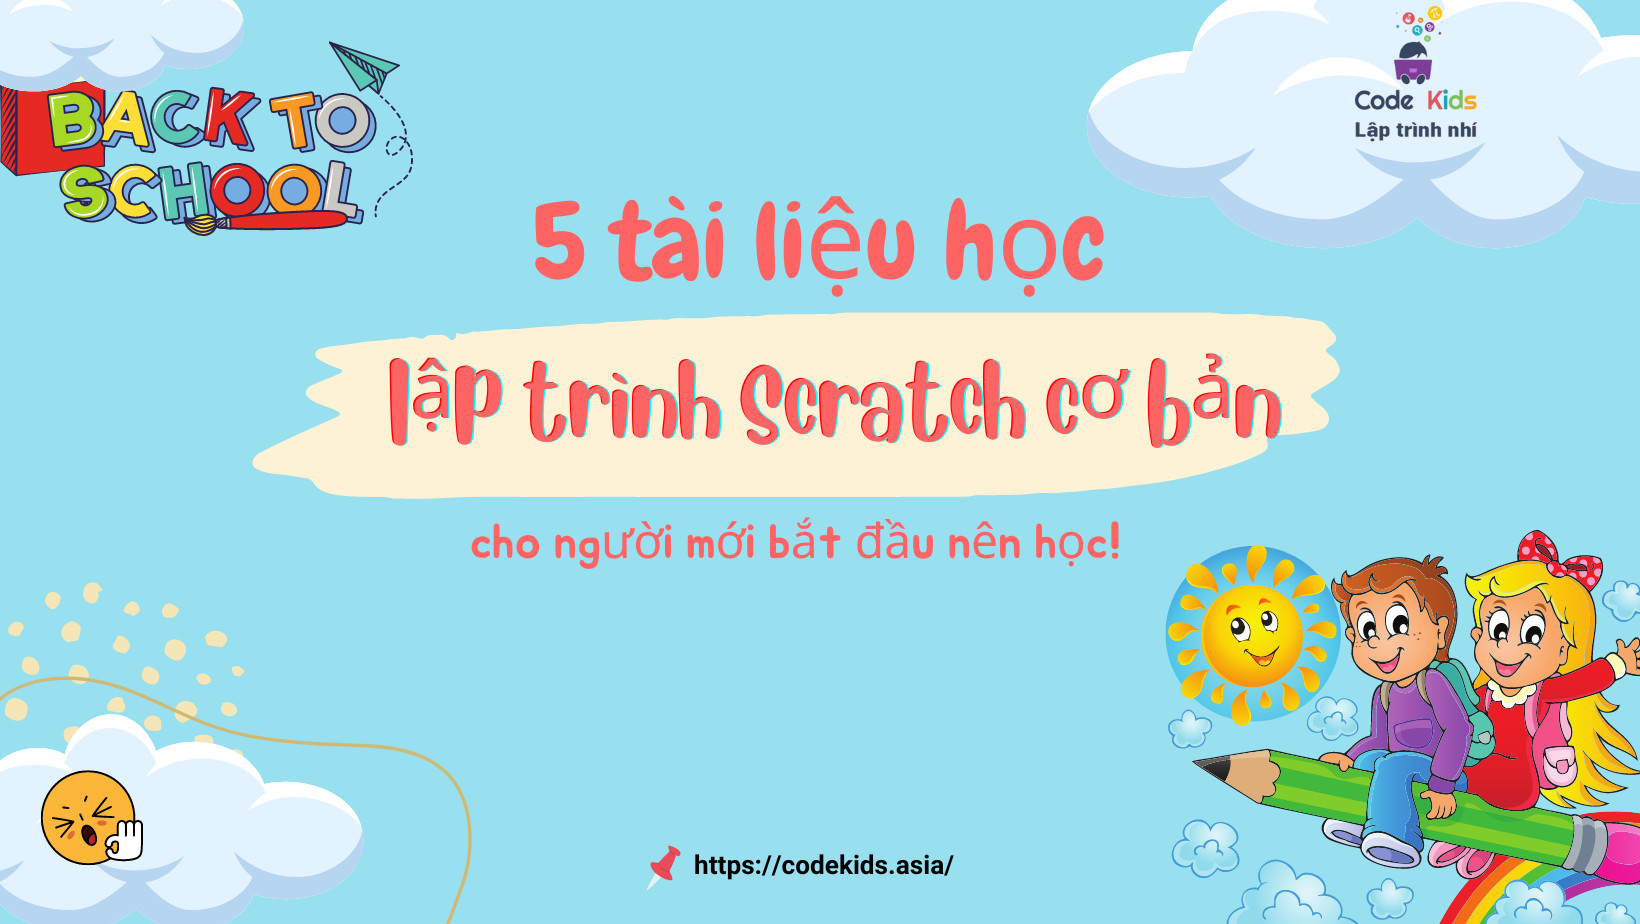 BACK TO
SCHOOL
Code Kids
Lập trình nhí
5 tài liệu học
lập trình Scratch cơ bản
cho người mới bắt đầu nên học!
https://codekids.asia/